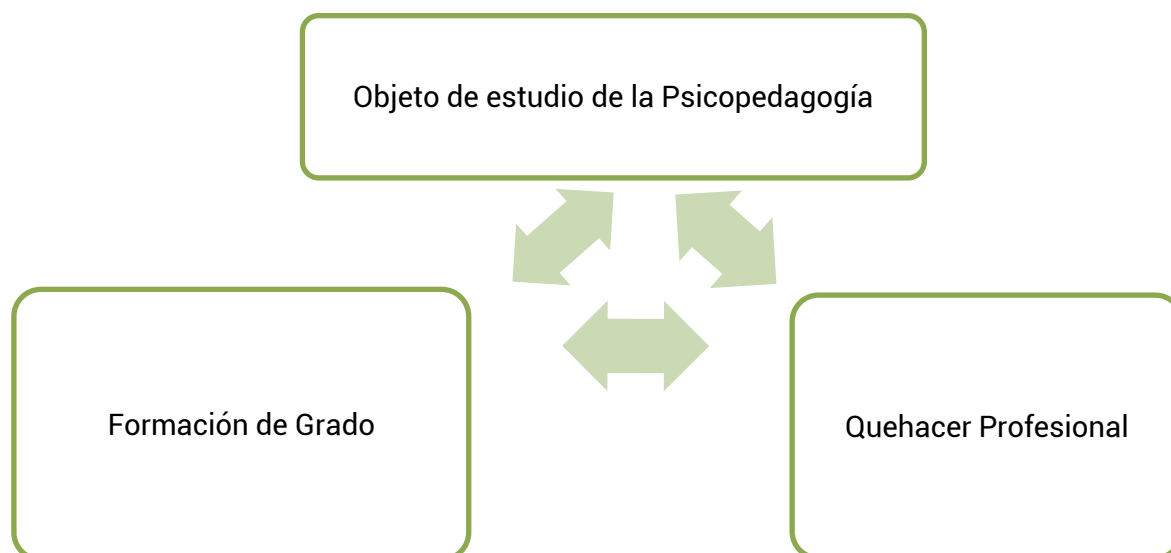 Objeto de estudio de la Psicopedagogía
Formación de Grado
Quehacer Profesional